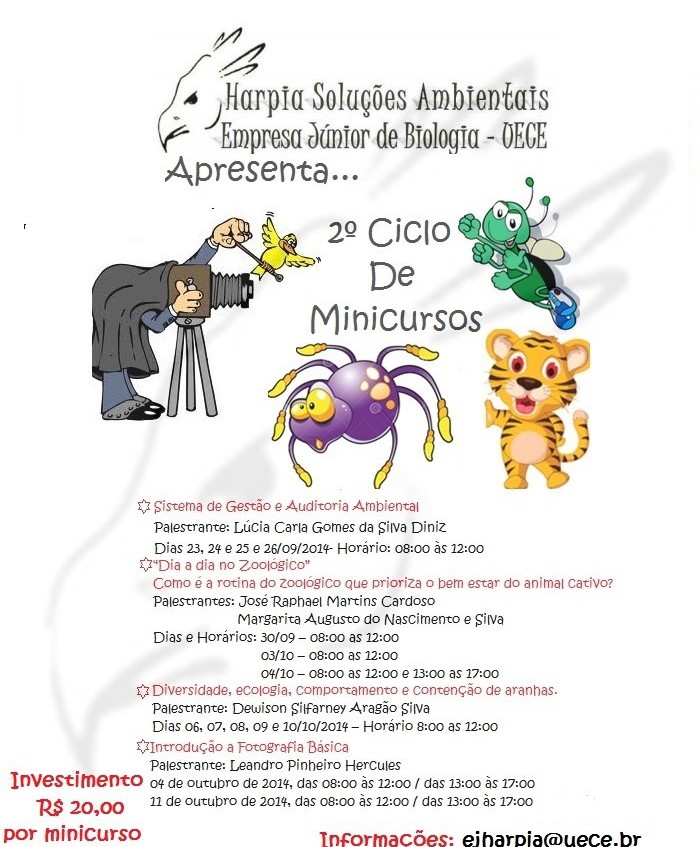 Harpia Soluções Ambientais
Empresa Júnior de Biologia - UECE
Apresenta...
2º Ciclo
De
Minicursos
Sistema de Gestão e Auditoria Ambiental
Palestrante: Lúcia Carla Gomes da Silva Diniz
Dias 23, 24 e 25 e 26/09/2014- Horário: 08:00 às 12:00
"Dia a dia no Zoológico"
Como é a rotina do zoológico que prioriza o bem estar do animal cativo?
Palestrantes: José Raphael Martins Cardoso
Margarita Augusto do Nascimento e Silva
Dias e Horários: 30/09 – 08:00 as 12:00
03/10 – 08:00 as 12:00
04/10 – 08:00 as 12:00 e 13:00 as 17:00
Diversidade, ecologia, comportamento e contenção de aranhas.
Palestrante: Dewison Silfarney Aragão Silva
Dias 06, 07, 08, 09 e 10/10/2014 – Horário 8:00 as 12:00
Introdução a Fotografia Básica
Palestrante: Leandro Pinheiro Hercules
04 de outubro de 2014, das 08:00 às 12:00 / das 13:00 às 17:00
11 de outubro de 2014, das 08:00 às 12:00 / das 13:00 às 17:00
Investimento
R$ 20,00
por minicurso
Informações: ejharpia@uece.br